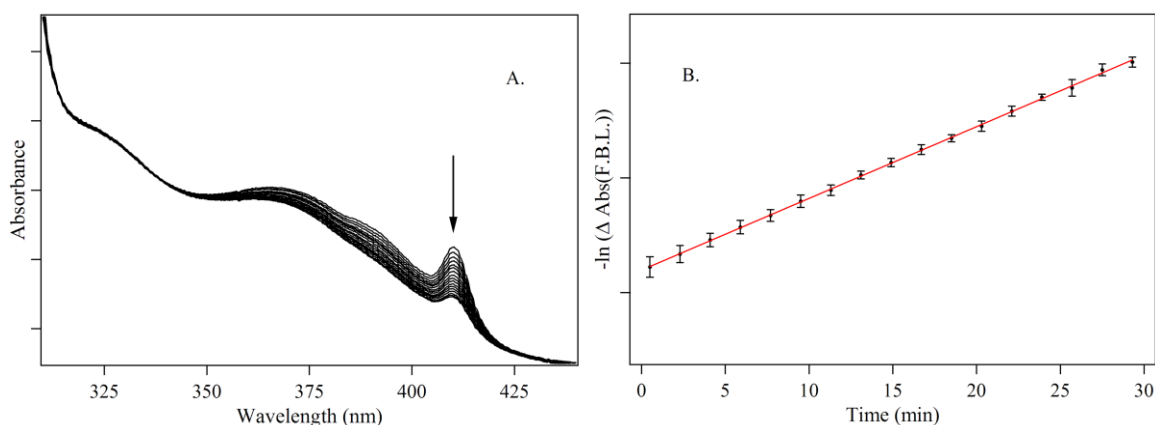 A.
Absorbance
325
350
375
400
425
Wavelength (nm)
B.
-ln (Δ Abs(F.B.L.))
0
5
10
15
20
25
30
Time (min)